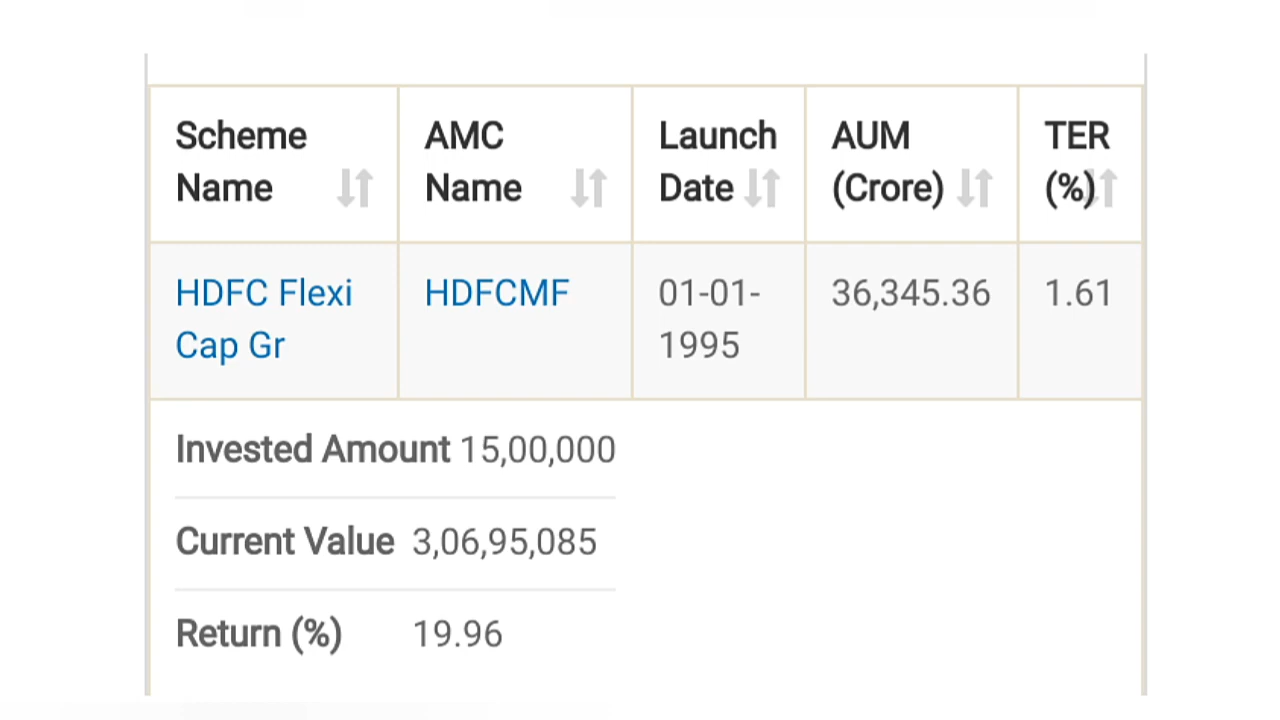 Scheme Name
AMC Name
Launch Date
AUM (Crore)
TER (%)
HDFC Flexi Cap Gr
HDFCMF
01-01-1995
36,345.36
1.61
Invested Amount 15,00,000
Current Value 3,06,95,085
Return (%) 19.96